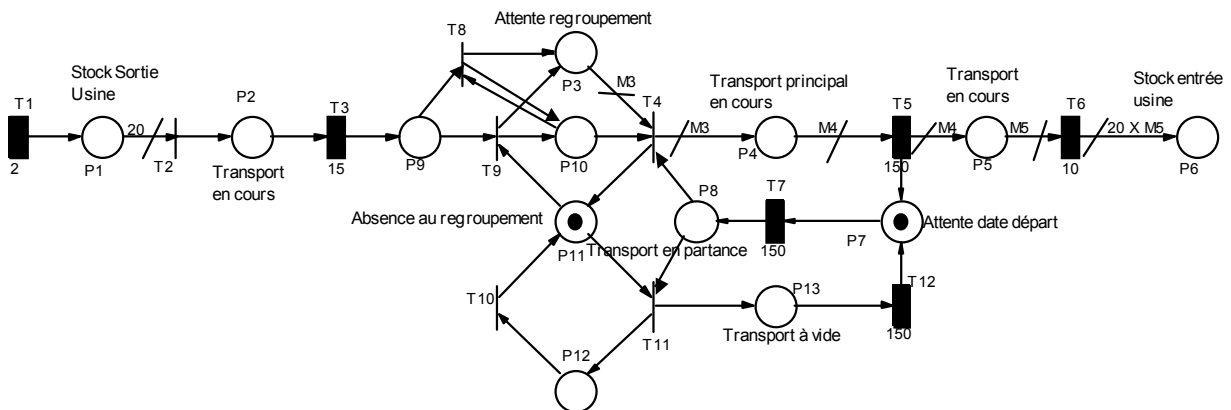 Attente regroupement
T8
Stock Sortie
Usine
P3
M3
Transport principal
en cours
Transport
en cours
Stock entrée
usine
T1
P2
T3
T4
T5
T6
20
M3
M4
M4
M5
20 X M5
2
P1
T2
Transport
en cours
15
P9
T9
P10
P4
150
P5
10
P6
Absence au regroupement
P8
T7
Attente date départ
P11
Transport en partance
150
P7
T10
P13
T12
T11
Transport à vide
150
P12